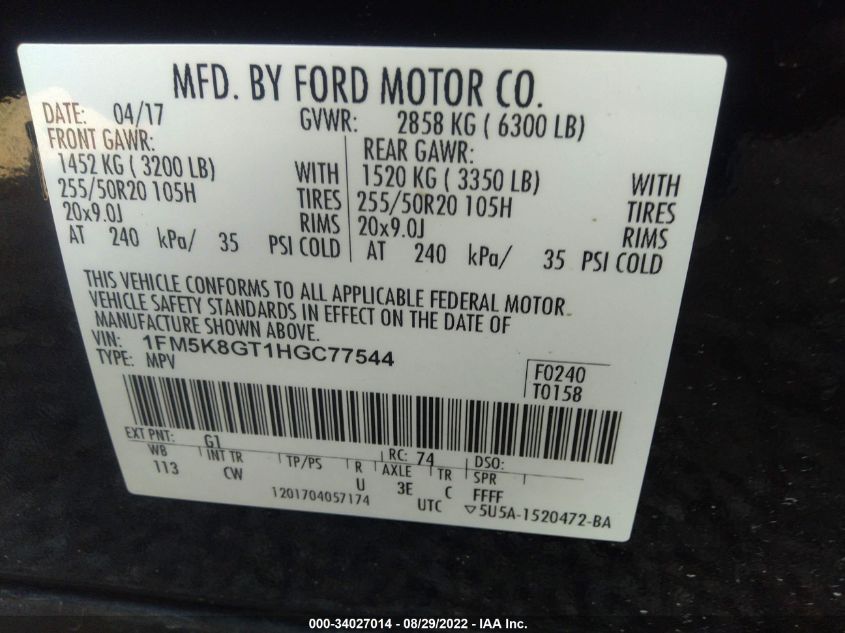 MFD. BY FORD MOTOR CO.
DATE: 04/17 GVWR: 2858 KG ( 6300 LB)
FRONT GAWR: REAR GAWR:
1452 KG ( 3200 LB) WITH 1520 KG ( 3350 LB) WITH
255/50R20 105H TIRES 255/50R20 105H TIRES
20x9.0J RIMS 20x9.0J RIMS
AT 240 kPa/ 35 PSI COLD AT 240 kPa/ 35 PSI COLD
THIS VEHICLE CONFORMS TO ALL APPLICABLE FEDERAL MOTOR
VEHICLE SAFETY STANDARDS IN EFFECT ON THE DATE OF
MANUFACTURE SHOWN ABOVE.
VIN: 1FM5K8GT1HGC77544
TYPE: MPV
F0240
T0158
EXT PNT: G1 RC: 74 DSO:
WB INT TR TP/PS R AXLE TR SPR
113 CW U 3E C FFFF
1201704057174 UTC ▽5U5A-1520472-BA
000-34027014 - 08/29/2022 - IAA Inc.